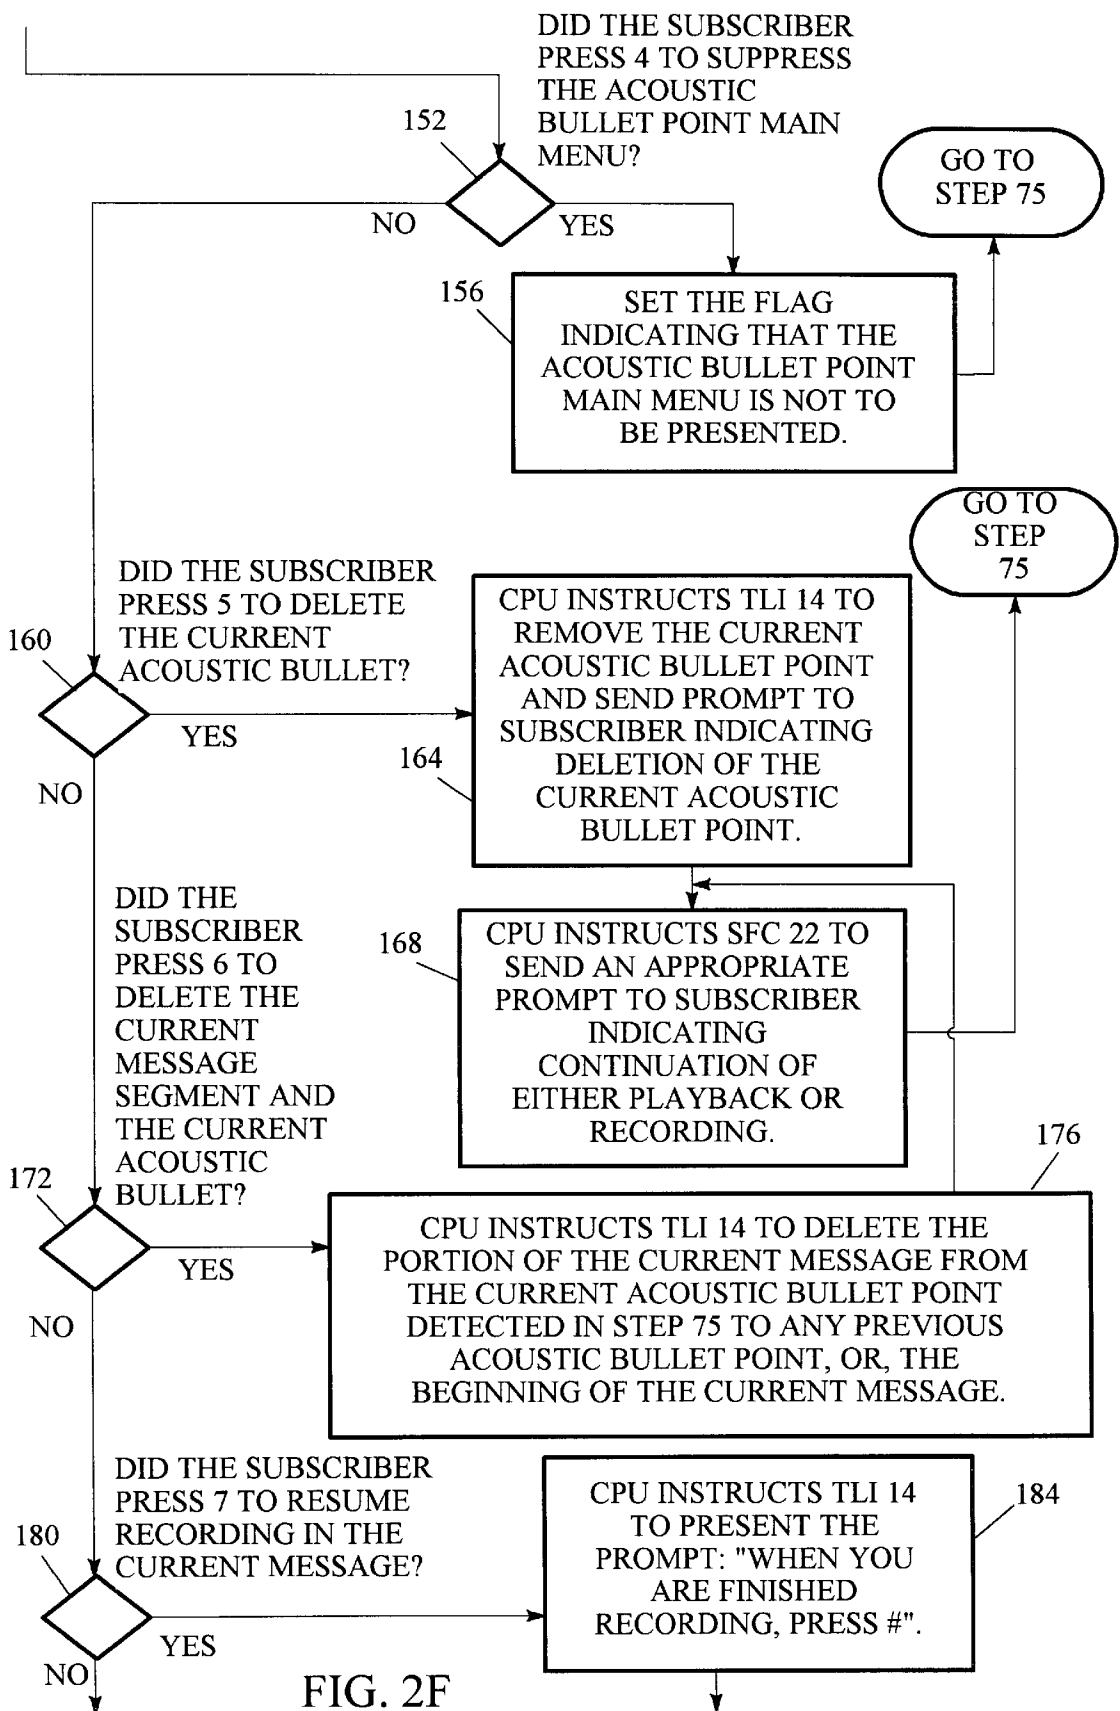 DID THE SUBSCRIBER
PRESS 4 TO SUPPRESS
THE ACOUSTIC
BULLET POINT MAIN
MENU?
152
NO
YES
GO TO
STEP 75
156
SET THE FLAG
INDICATING THAT THE
ACOUSTIC BULLET POINT
MAIN MENU IS NOT TO
BE PRESENTED.
GO TO
STEP
75
DID THE SUBSCRIBER
PRESS 5 TO DELETE
THE CURRENT
ACOUSTIC BULLET?
160
YES
NO
164
CPU INSTRUCTS TLI 14 TO
REMOVE THE CURRENT
ACOUSTIC BULLET POINT
AND SEND PROMPT TO
SUBSCRIBER INDICATING
DELETION OF THE
CURRENT ACOUSTIC
BULLET POINT.
168
CPU INSTRUCTS SFC 22 TO
SEND AN APPROPRIATE
PROMPT TO SUBSCRIBER
INDICATING
CONTINUATION OF
EITHER PLAYBACK OR
RECORDING.
DID THE
SUBSCRIBER
PRESS 6 TO
DELETE THE
CURRENT
MESSAGE
SEGMENT AND
THE CURRENT
ACOUSTIC
BULLET?
172
YES
NO
176
CPU INSTRUCTS TLI 14 TO DELETE THE
PORTION OF THE CURRENT MESSAGE FROM
THE CURRENT ACOUSTIC BULLET POINT
DETECTED IN STEP 75 TO ANY PREVIOUS
ACOUSTIC BULLET POINT, OR, THE
BEGINNING OF THE CURRENT MESSAGE.
DID THE SUBSCRIBER
PRESS 7 TO RESUME
RECORDING IN THE
CURRENT MESSAGE?
180
YES
NO
184
CPU INSTRUCTS TLI 14
TO PRESENT THE
PROMPT: "WHEN YOU
ARE FINISHED
RECORDING, PRESS #".
FIG. 2F